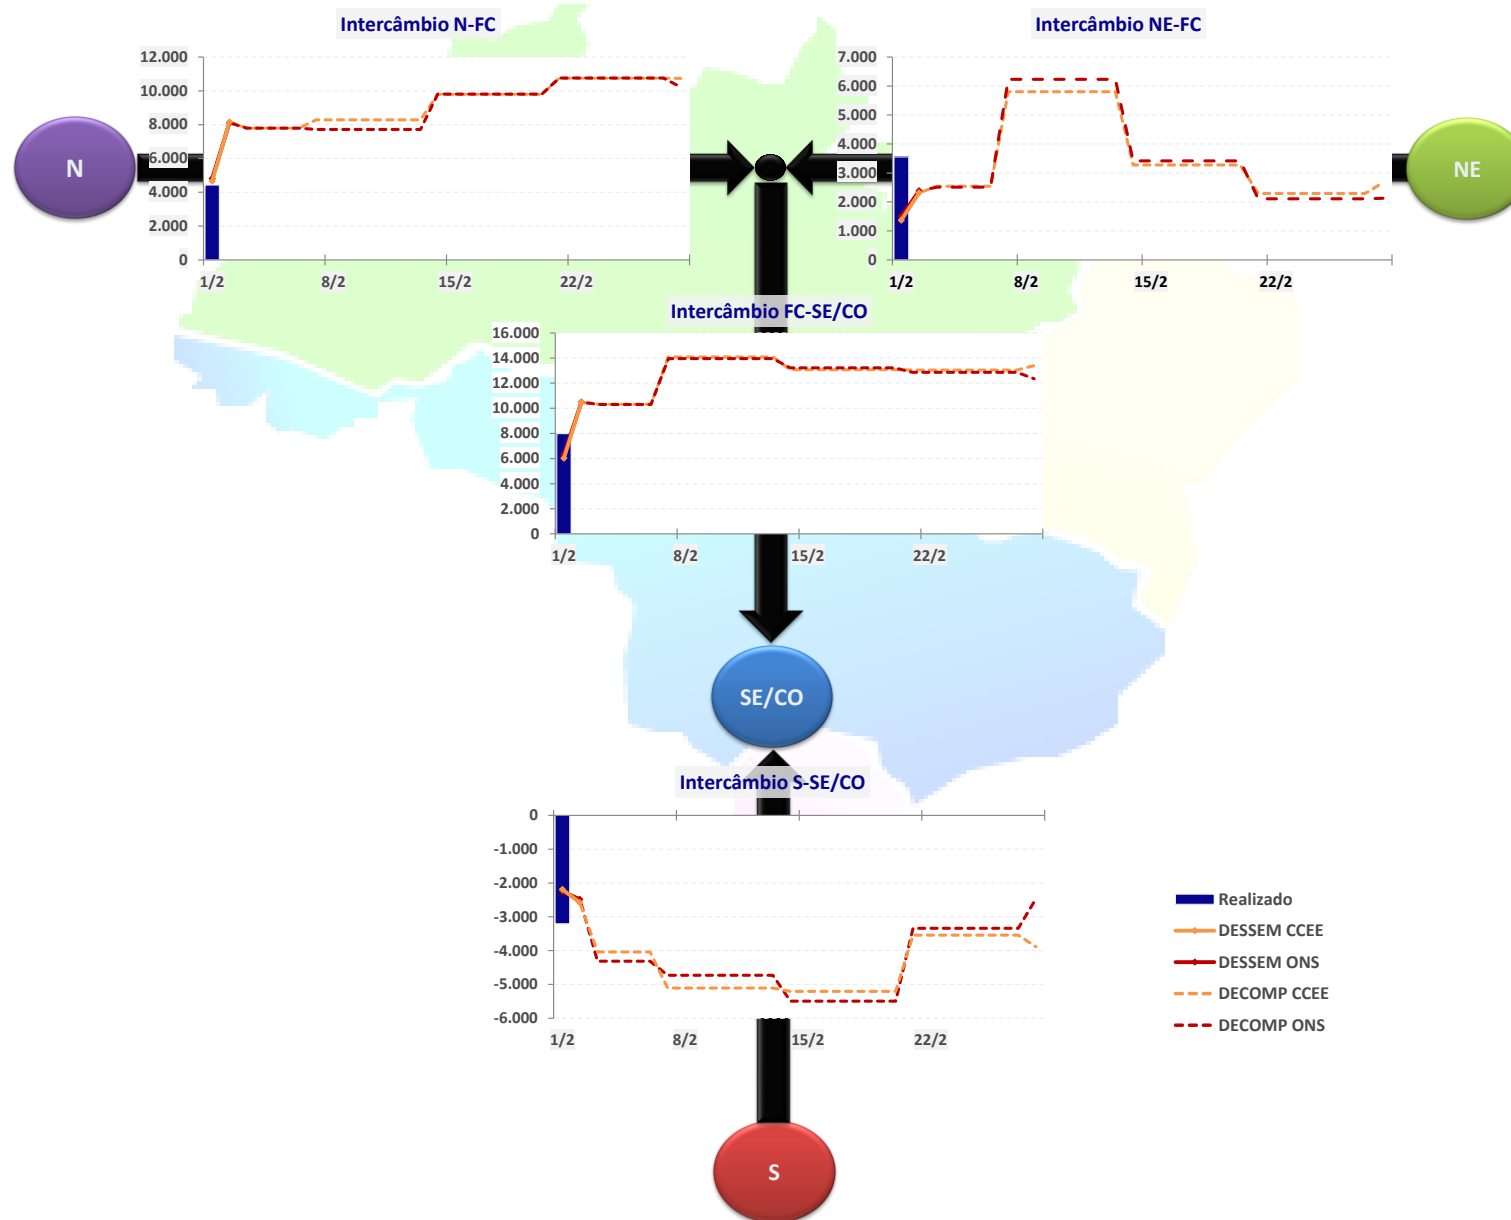 Intercâmbio N-FC
12.000
10.000
8.000
6.000
4.000
2.000
0
1/2 8/2 15/2 22/2
N
Intercâmbio NE-FC
7.000
6.000
5.000
4.000
3.000
2.000
1.000
0
1/2 8/2 15/2 22/2
NE
Intercâmbio FC-SE/CO
16.000
14.000
12.000
10.000
8.000
6.000
4.000
2.000
0
1/2 8/2 15/2 22/2
SE/CO
Intercâmbio S-SE/CO
0
-1.000
-2.000
-3.000
-4.000
-5.000
-6.000
1/2 8/2 15/2 22/2
Realizado
DESSEM CCEE
DESSEM ONS
DECOMP CCEE
DECOMP ONS
S